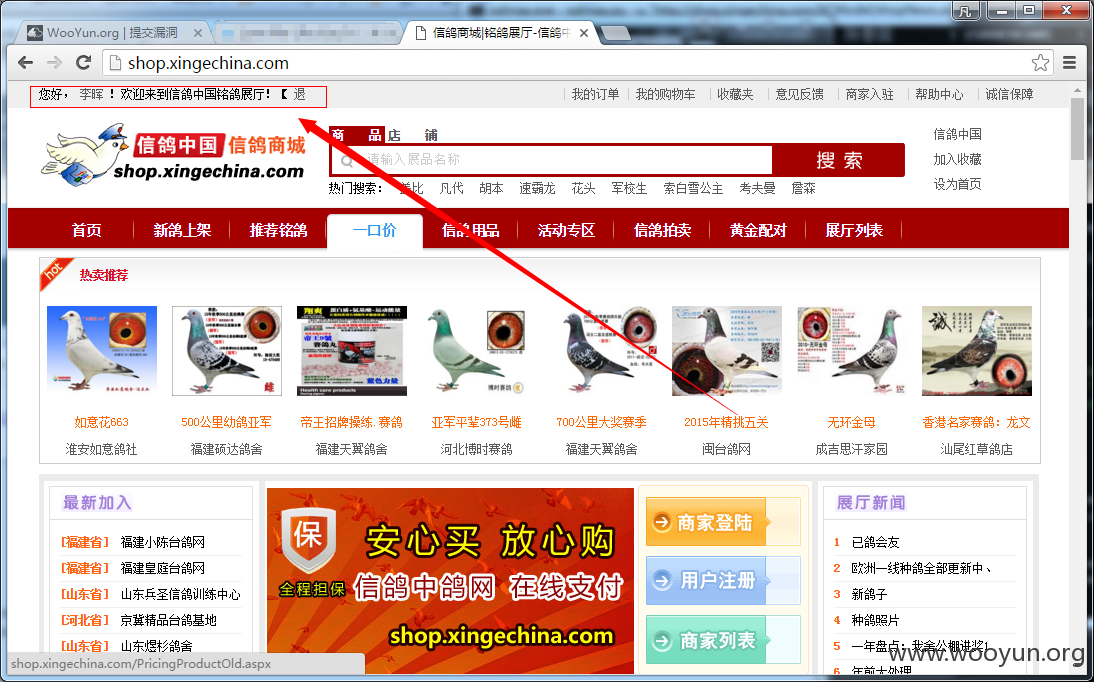 WooYun.org | 提交漏洞
信鸽商城|铭鸽展厅-信鸽中
shop.xingechina.com
您好， 李晖 ！欢迎来到信鸽中国铭鸽展厅！【 退
我的订单
我的购物车
收藏夹
意见反馈
商家入驻
帮助中心
诚信保障
信鸽中国 信鸽商城
shop.xingechina.com
商 品 店 铺
请输入展品名称
搜 索
热门搜索： 盖比 凡代 胡本 速霸龙 花头 军校生 索白雪公主 考夫曼 詹森
信鸽中国
加入收藏
设为首页
首页 新鸽上架 推荐铭鸽 一口价 信鸽用品 活动专区 信鸽拍卖 黄金配对 展厅列表
hot 热卖推荐
如意花663
500公里幼鸽亚军
帝王招牌操练. 赛鸽
亚军平辈373号雌
700公里大奖赛季
2015年精挑五关
无环金母
香港名家赛鸽：龙文
淮安如意鸽社
福建硕达鸽舍
福建天翼鸽舍
河北博时赛鸽
福建天翼鸽舍
闽台鸽网
成吉思汗家园
汕尾红草鸽店
最新加入
[福建省] 福建小陈台鸽网
[福建省] 福建皇庭台鸽网
[山东省] 山东兵圣信鸽训练中心
[河北省] 京冀精品台鸽基地
[山东省] 山东煜杉鸽舍
保
全程担保
安心买 放心购
信鸽中鸽网 在线支付
shop.xingechina.com
商家登陆
用户注册
商家列表
展厅新闻
1 已鸽会友
2 欧洲一线种鸽全部更新中、
3 新鸽子
4 种鸽照片
5 一年盘点：我舍公棚进奖！
6 年前大处理
shop.xingechina.com/PricingProductOld.aspx
www.wooyun.org